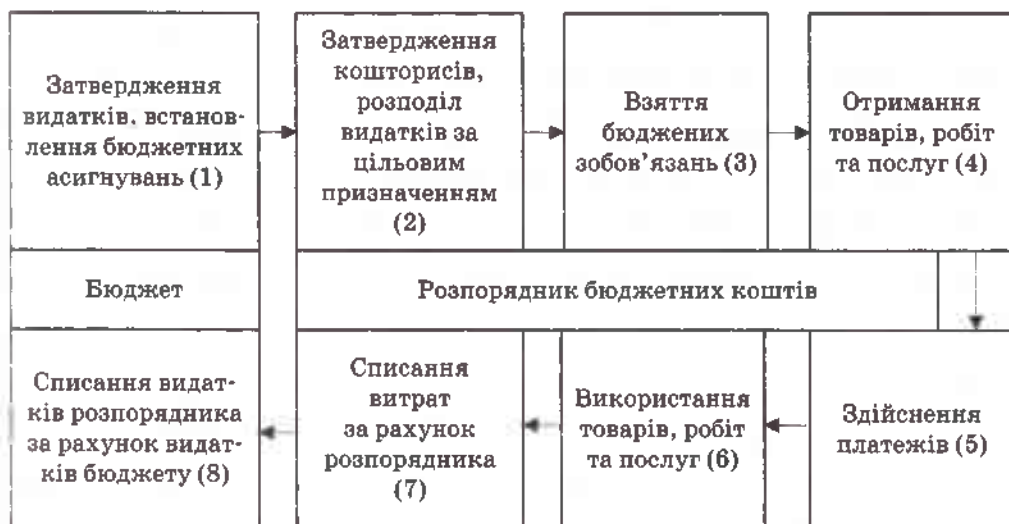 Затвердження
видатків, встанов-
лення бюджетних
асигнувань (1)
Затвердження
кошторисів,
розподіл
видатків за
цільовим
призначенням
(2)
Взяття
бюджених
зобов’язань (3)
Отримання
товарів, робіт
та послуг (4)
Бюджет
Розпорядник бюджетних коштів
Списання видат-
ків розпорядника
за рахунок видат-
ків бюджету (8)
Списання
витрат
за рахунок
розпорядника
(7)
Використання
товарів, робіт
та послуг (6)
Здійснення
платежів (5)